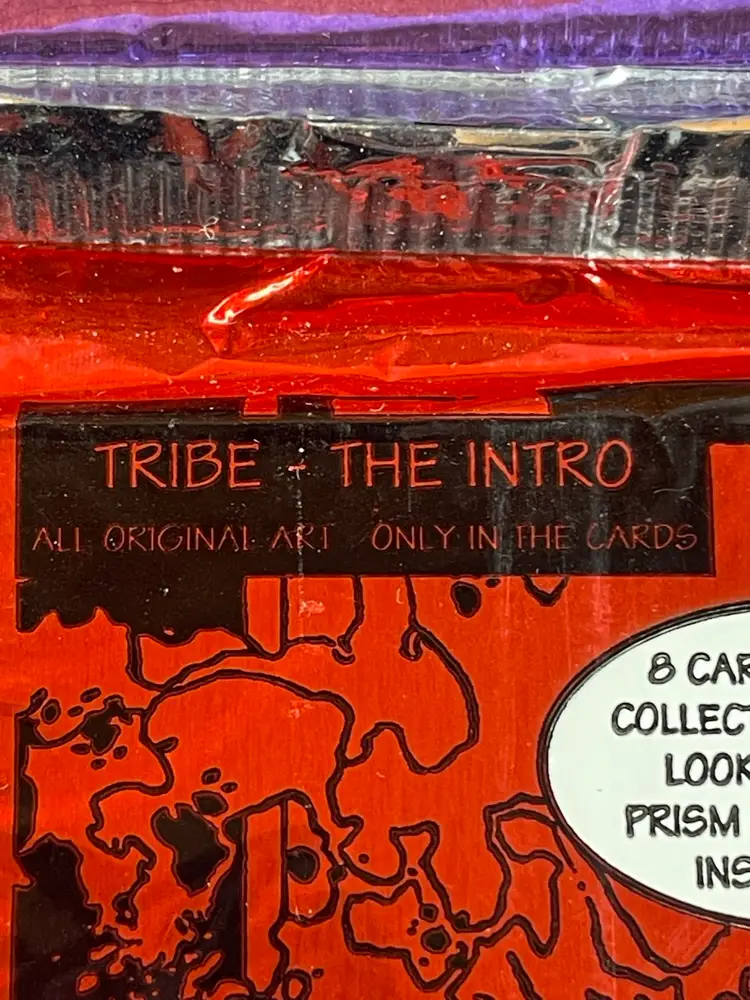 TRIBE - THE INTRO
ALL ORIGINAL ART ONLY IN THE CARDS
8 CAR
COLLECT
LOOK
PRISM
INS